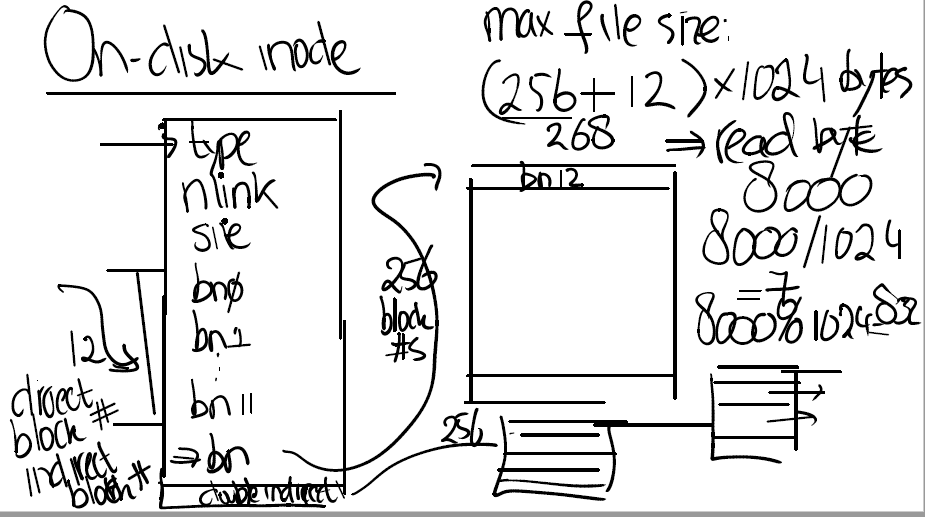 On-disk inode
type
nlink
size
bn0
bn1
bn11
bn
double indirect
12
direct
block #
indirect
block #
256
block
#s
bn12
256
max file size:
(256+12)×1024 bytes
268
⇒ read byte
8000
8000/1024
=7
8000%1024=832